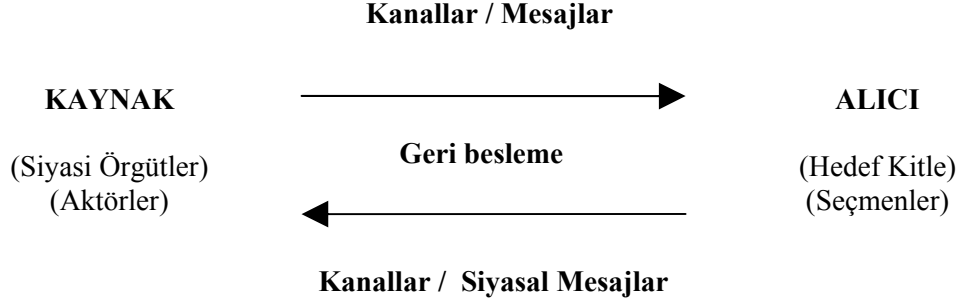 Kanallar / Mesajlar
KAYNAK
ALICI
(Siyasi Örgütler)
(Aktörler)
Geri besleme
(Hedef Kitle)
(Seçmenler)
Kanallar /  Siyasal Mesajlar